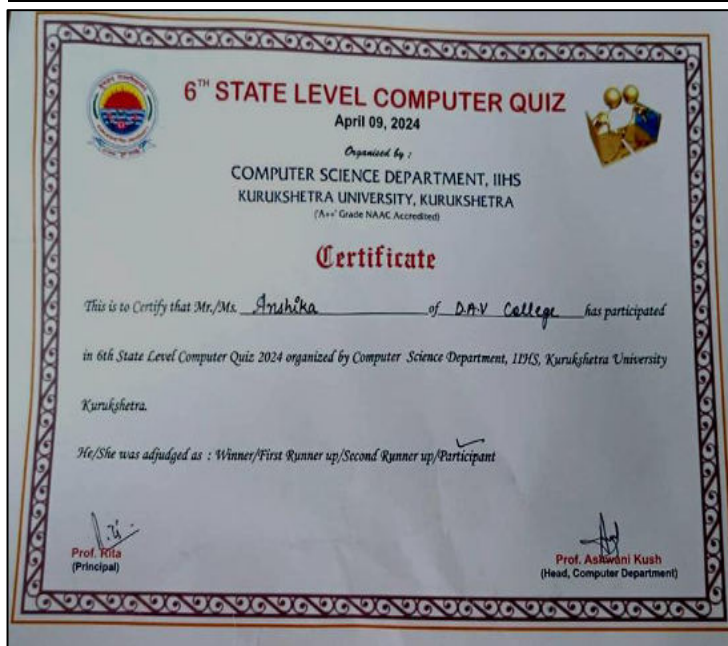 6TH STATE LEVEL COMPUTER QUIZ
April 09, 2024
Organised by :
COMPUTER SCIENCE DEPARTMENT, IIHS
KURUKSHETRA UNIVERSITY, KURUKSHETRA
('A++' Grade NAAC Accredited)
Certificate
This is to Certify that Mr./Ms. Anshika of D.A.V College has participated
in 6th State Level Computer Quiz 2024 organized by Computer Science Department, IIHS, Kurukshetra University
Kurukshetra.
He/She was adjudged as : Winner/First Runner up/Second Runner up/Participant
Prof. Rita
(Principal)
Prof. Ashwani Kush
(Head, Computer Department)